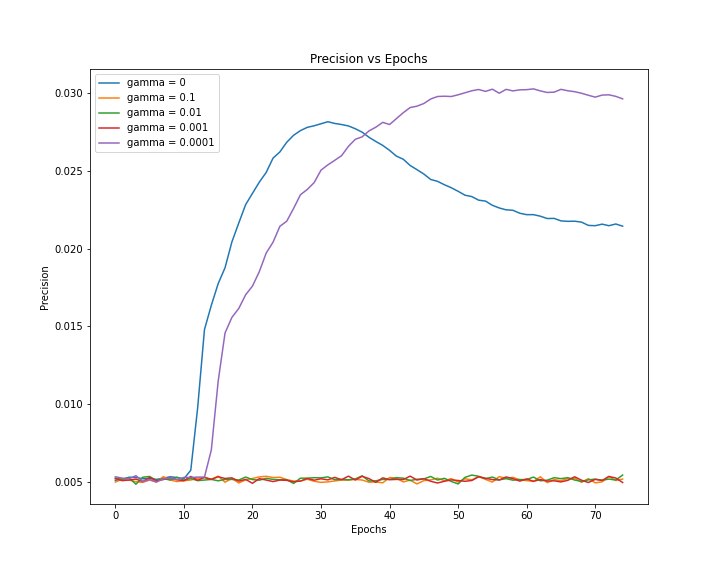 Precision vs Epochs
gamma = 0
gamma = 0.1
gamma = 0.01
gamma = 0.001
gamma = 0.0001
0.030
0.025
0.020
0.015
0.010
0.005
Precision
0 10 20 30 40 50 60 70
Epochs